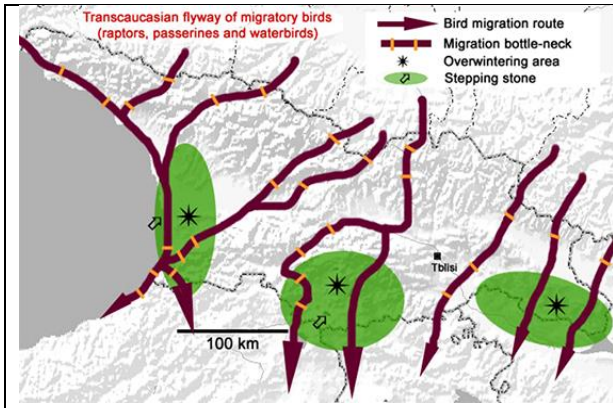 Transcaucasian flyway of migratory birds
(raptors, passerines and waterbirds)
Bird migration route
Migration bottle-neck
Overwintering area
Stepping stone
Tblisi
100 km